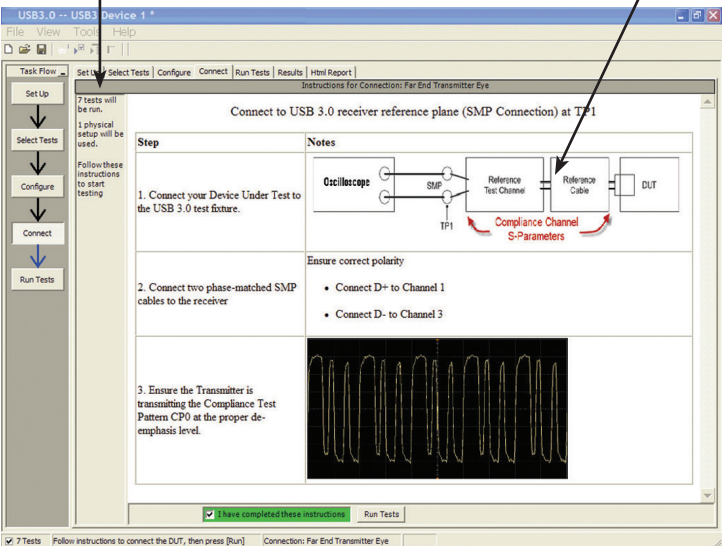 USB3.0 -- USB3 Device 1 *
File View Tools Help
Task Flow
Set Up Select Tests Configure Connect Run Tests Results Html Report
Instructions for Connection: Far End Transmitter Eye
Set Up
Select Tests
Configure
Connect
Run Tests
7 tests will
be run.
1 physical
setup will be
used.
Follow these
instructions
to start
testing
Connect to USB 3.0 receiver reference plane (SMP Connection) at TP1
Step Notes
1. Connect your Device Under Test to
the USB 3.0 test fixture.
Oscilloscope
SMP
TP1
Reference
Test Channel
Reference
Cable
DUT
Compliance Channel
S-Parameters
2. Connect two phase-matched SMP
cables to the receiver
Ensure correct polarity
• Connect D+ to Channel 1
• Connect D- to Channel 3
3. Ensure the Transmitter is
transmitting the Compliance Test
Pattern CP0 at the proper de-
emphasis level.
I have completed these instructions Run Tests
7 Tests Follow instructions to connect the DUT, then press [Run] Connection: Far End Transmitter Eye